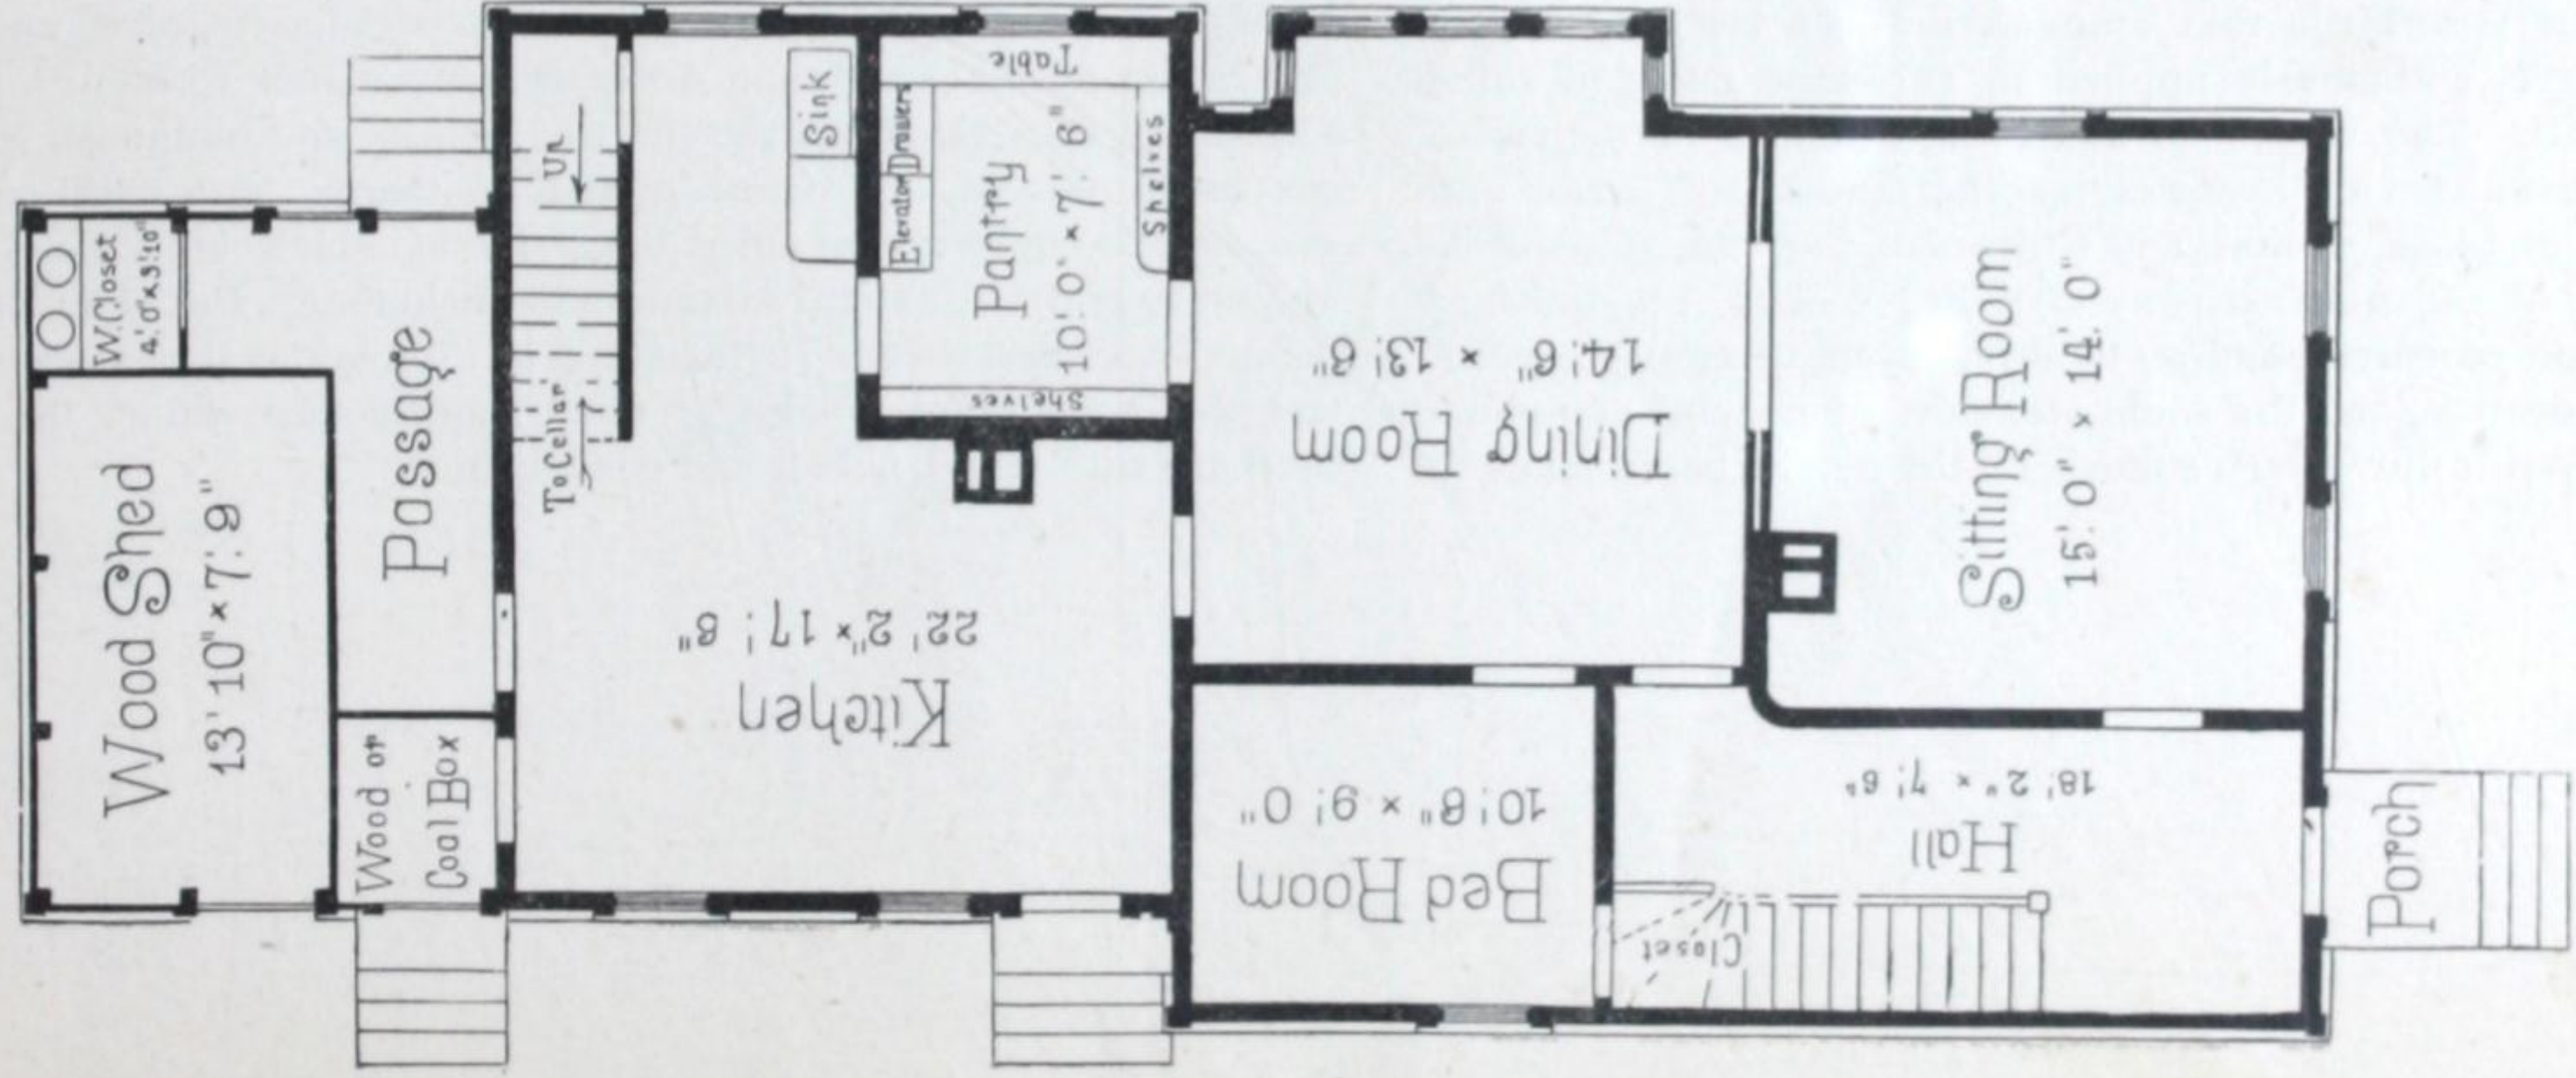 Wood Shed
13' 10" × 7' 9"
W. Closet
4' 0" × 3' 10"
Passage
Wood or
Coal Box
Up
To Cellar
Sink
Kitchen
22' 2" × 17' 6"
Table
Drawers
Elevator
Pantry
10' 0" × 7' 6"
Shelves
Shelves
Dining Room
14' 6" × 13' 6"
Bed Room
10' 6" × 9' 0"
Closet
Hall
18' 2" × 7' 6"
Sitting Room
15' 0" × 14' 0"
Porch